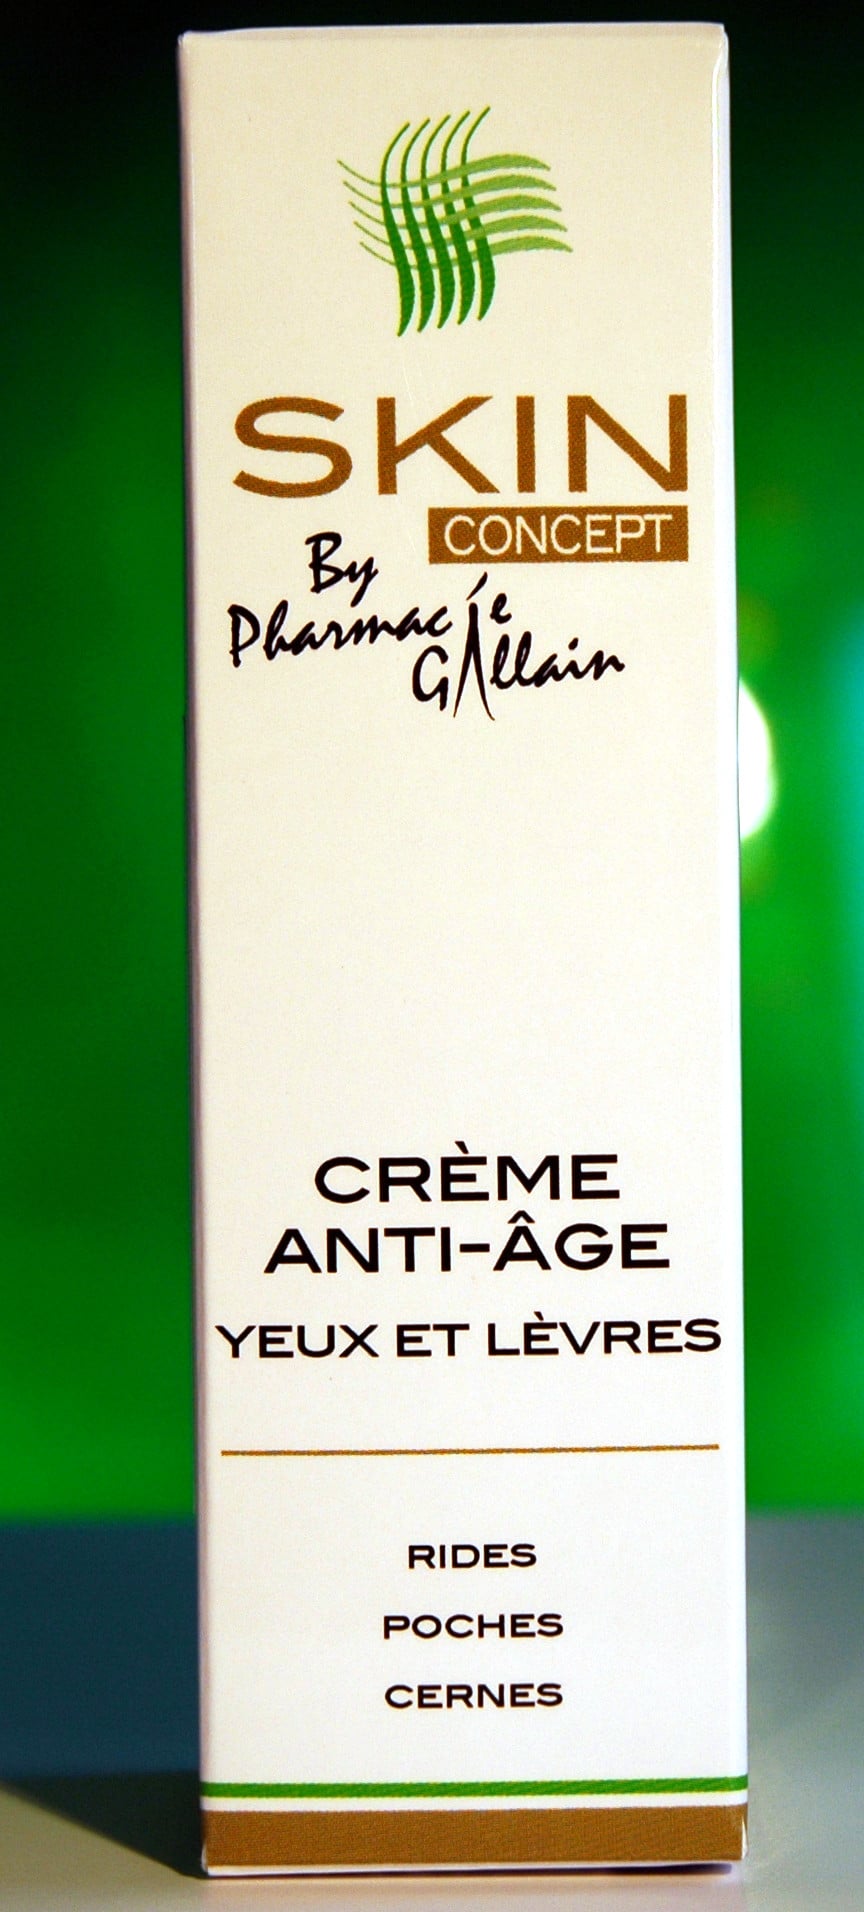 SKIN
CONCEPT
By
Pharmacie
Gallain
CRÈME
ANTI-ÂGE
YEUX ET LÈVRES
RIDES
POCHES
CERNES